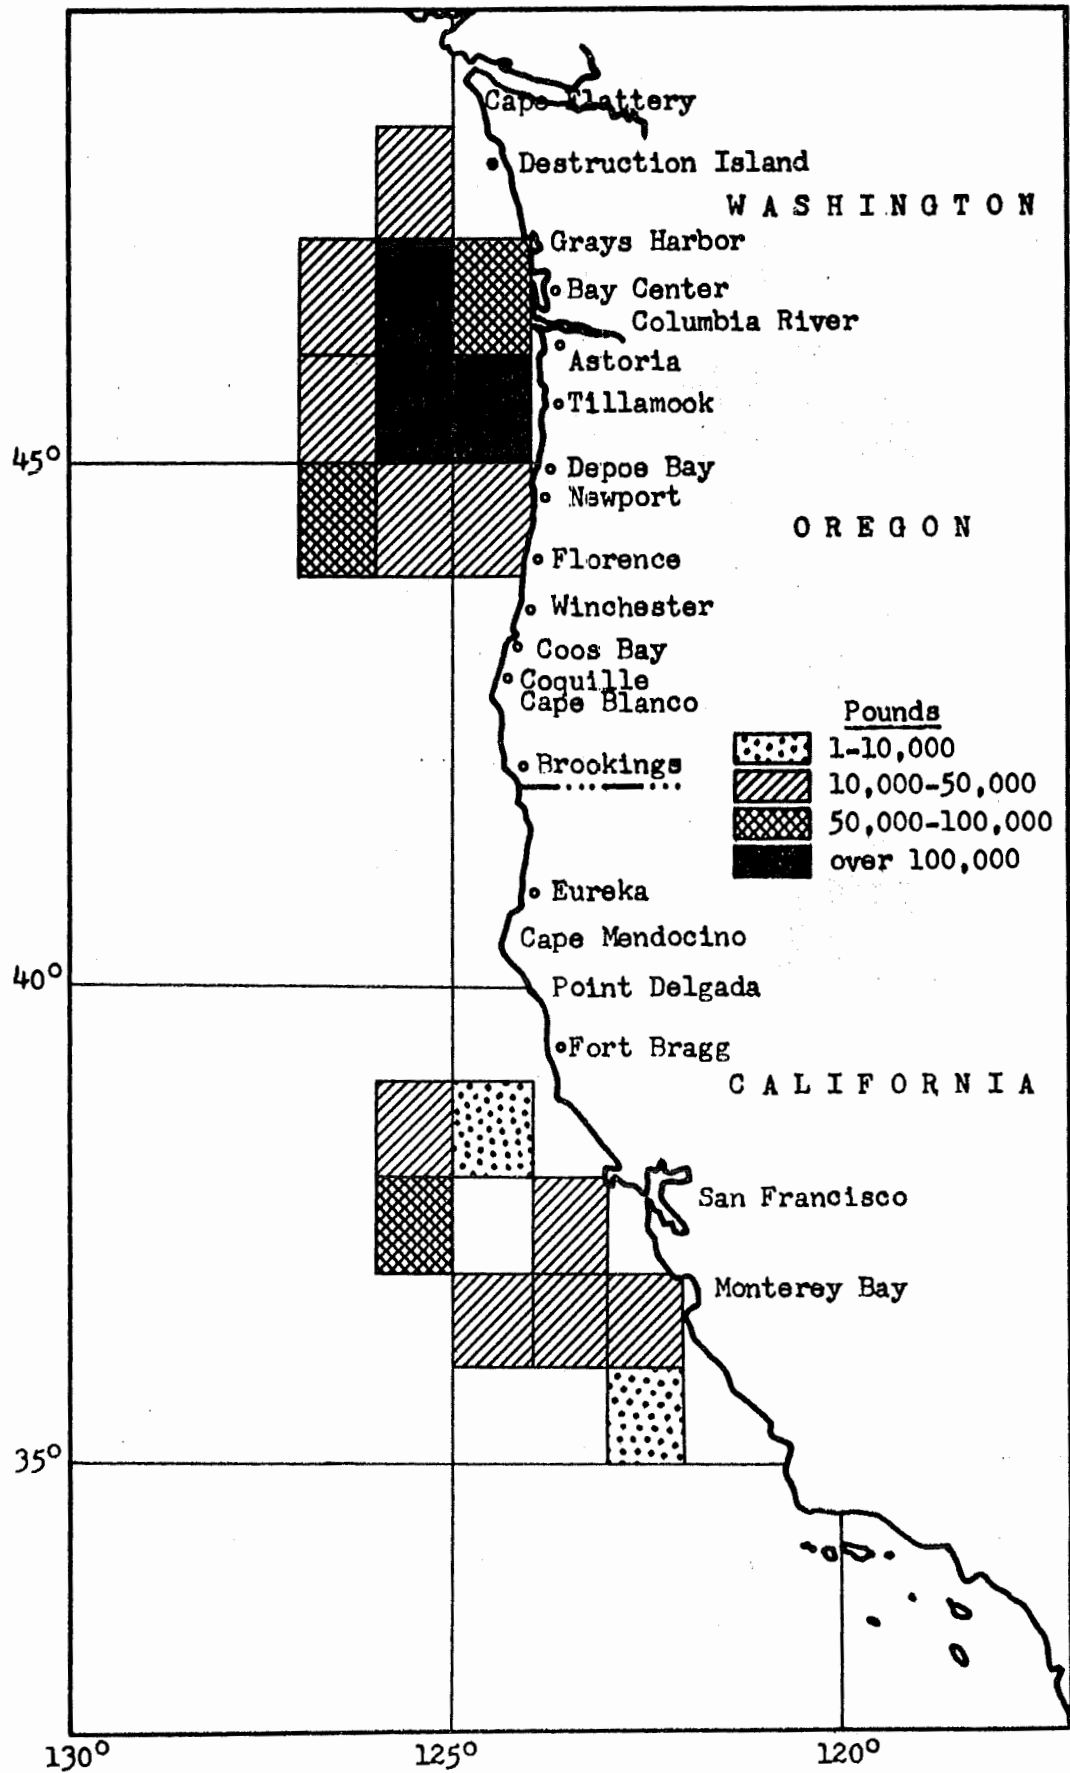 Cape Flattery
Destruction Island
WASHINGTON
Grays Harbor
Bay Center
Columbia River
Astoria
Tillamook
45°
Depoe Bay
Newport
OREGON
Florence
Winchester
Coos Bay
Coquille
Cape Blanco
Pounds
1-10,000
Brookings
10,000-50,000
50,000-100,000
over 100,000
Eureka
Cape Mendocino
40°
Point Delgada
Fort Bragg
CALIFORNIA
San Francisco
Monterey Bay
35°
130°
125°
120°